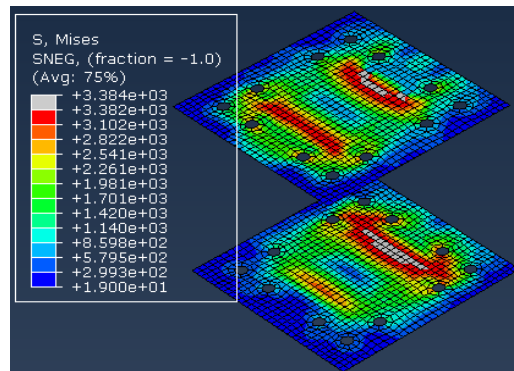 S, Mises
SNEG, (fraction = -1.0)
(Avg: 75%)
+3.384e+03
+3.382e+03
+3.102e+03
+2.822e+03
+2.541e+03
+2.261e+03
+1.981e+03
+1.701e+03
+1.420e+03
+1.140e+03
+8.598e+02
+5.795e+02
+2.993e+02
+1.900e+01